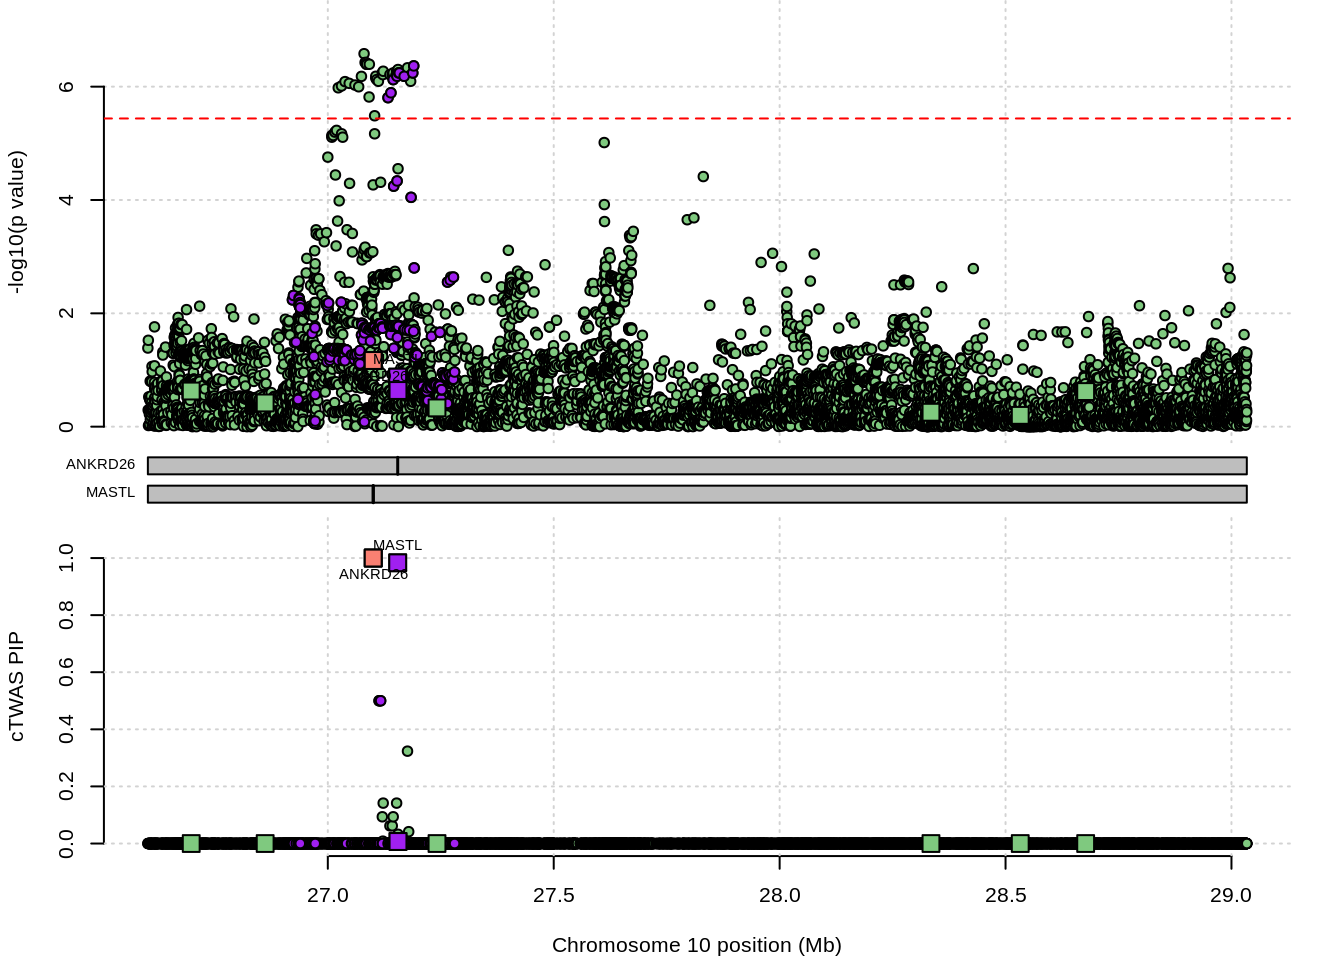 6
4
2
0
-log10(p value)
MASTL
ANKRD26
ANKRD26
MASTL
1.0
0.8
0.6
0.4
0.2
0.0
cTWAS PIP
MASTL
ANKRD26
27.0
27.5
28.0
28.5
29.0
Chromosome 10 position (Mb)